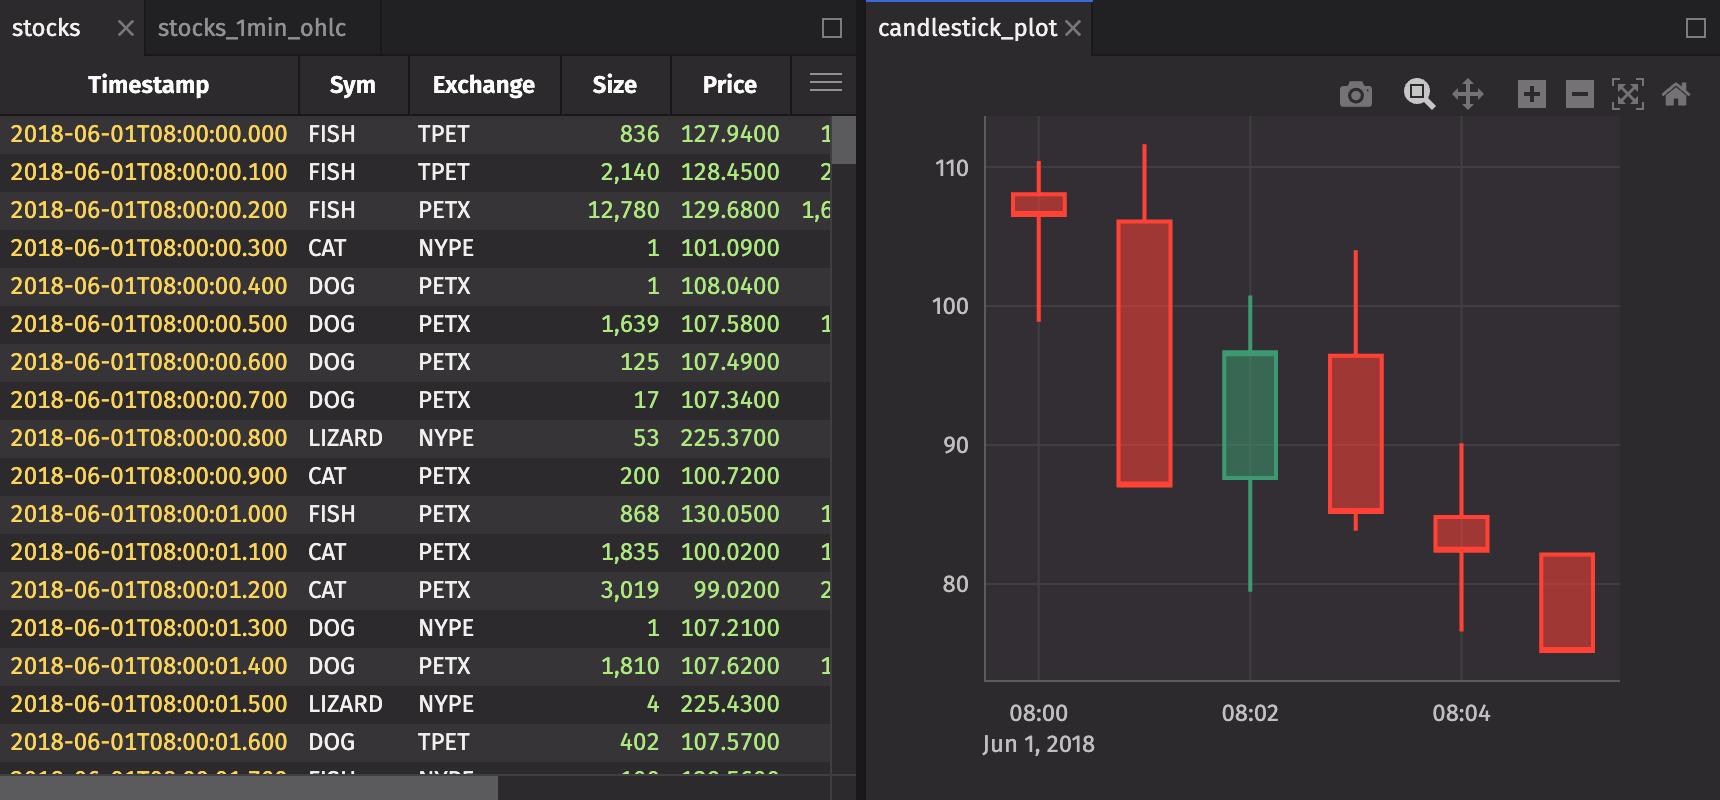 stocks stocks_1min_ohlc candlestick_plot
Timestamp Sym Exchange Size Price
2018-06-01T08:00:00.000 FISH TPET 836 127.9400 1
2018-06-01T08:00:00.100 FISH TPET 2,140 128.4500 2
2018-06-01T08:00:00.200 FISH PETX 12,780 129.6800 1,6
2018-06-01T08:00:00.300 CAT NYPE 1 101.0900
2018-06-01T08:00:00.400 DOG PETX 1 108.0400
2018-06-01T08:00:00.500 DOG PETX 1,639 107.5800 1
2018-06-01T08:00:00.600 DOG PETX 125 107.4900
2018-06-01T08:00:00.700 DOG PETX 17 107.3400
2018-06-01T08:00:00.800 LIZARD NYPE 53 225.3700
2018-06-01T08:00:00.900 CAT PETX 200 100.7200
2018-06-01T08:00:01.000 FISH PETX 868 130.0500 1
2018-06-01T08:00:01.100 CAT PETX 1,835 100.0200 1
2018-06-01T08:00:01.200 CAT PETX 3,019 99.0200 2
2018-06-01T08:00:01.300 DOG NYPE 1 107.2100
2018-06-01T08:00:01.400 DOG PETX 1,810 107.6200 1
2018-06-01T08:00:01.500 LIZARD NYPE 4 225.4300
2018-06-01T08:00:01.600 DOG TPET 402 107.5700
110
100
90
80
08:00 08:02 08:04
Jun 1, 2018